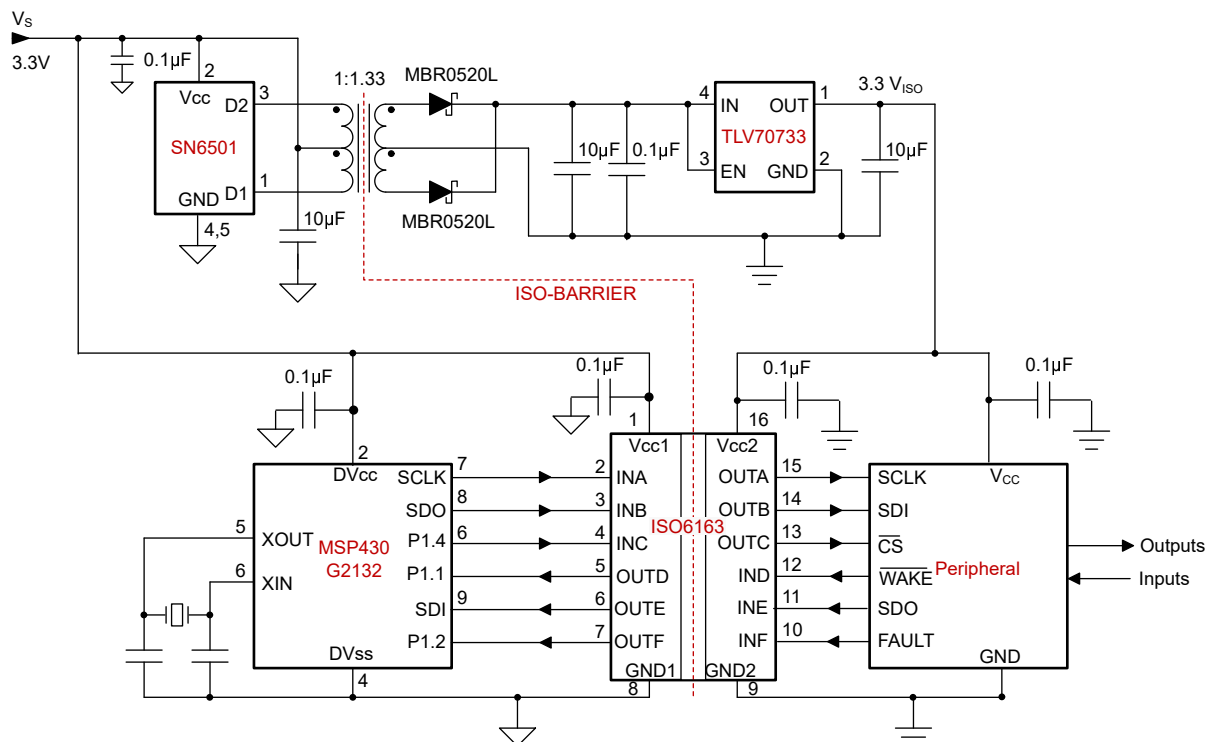 VS
3.3V
0.1µF
2
Vcc
D2
3
SN6501
D1
1
GND
4,5
10µF
1:1.33
MBR0520L
MBR0520L
10µF
0.1µF
4
IN
OUT
1
TLV70733
3
EN
GND
2
3.3 VISO
10µF
ISO-BARRIER
0.1µF
2
DVcc
SCLK
7
SDO
8
5
XOUT
MSP430
G2132
P1.4
6
6
XIN
P1.1
1
SDI
9
P1.2
7
DVss
4
0.1µF
1
Vcc1
2
INA
3
INB
4
INC
5
OUTD
6
OUTE
7
OUTF
GND1
8
ISO6163
16
Vcc2
OUTA
15
OUTB
14
OUTC
13
IND
12
INE
11
INF
10
GND2
9
0.1µF
0.1µF
VCC
SCLK
SDI
CS
WAKE
Peripheral
SDO
FAULT
GND
Outputs
Inputs